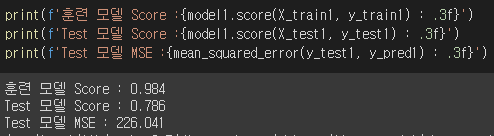 print(f'훈련 모델 Score :{model1.score(X_train1, y_train1) : .3f}')
print(f'Test 모델 Score :{model1.score(X_test1, y_test1) : .3f}')
print(f'Test 모델 MSE :{mean_squared_error(y_test1, y_pred1) : .3f}')
훈련 모델 Score : 0.984
Test 모델 Score : 0.786
Test 모델 MSE : 226.041